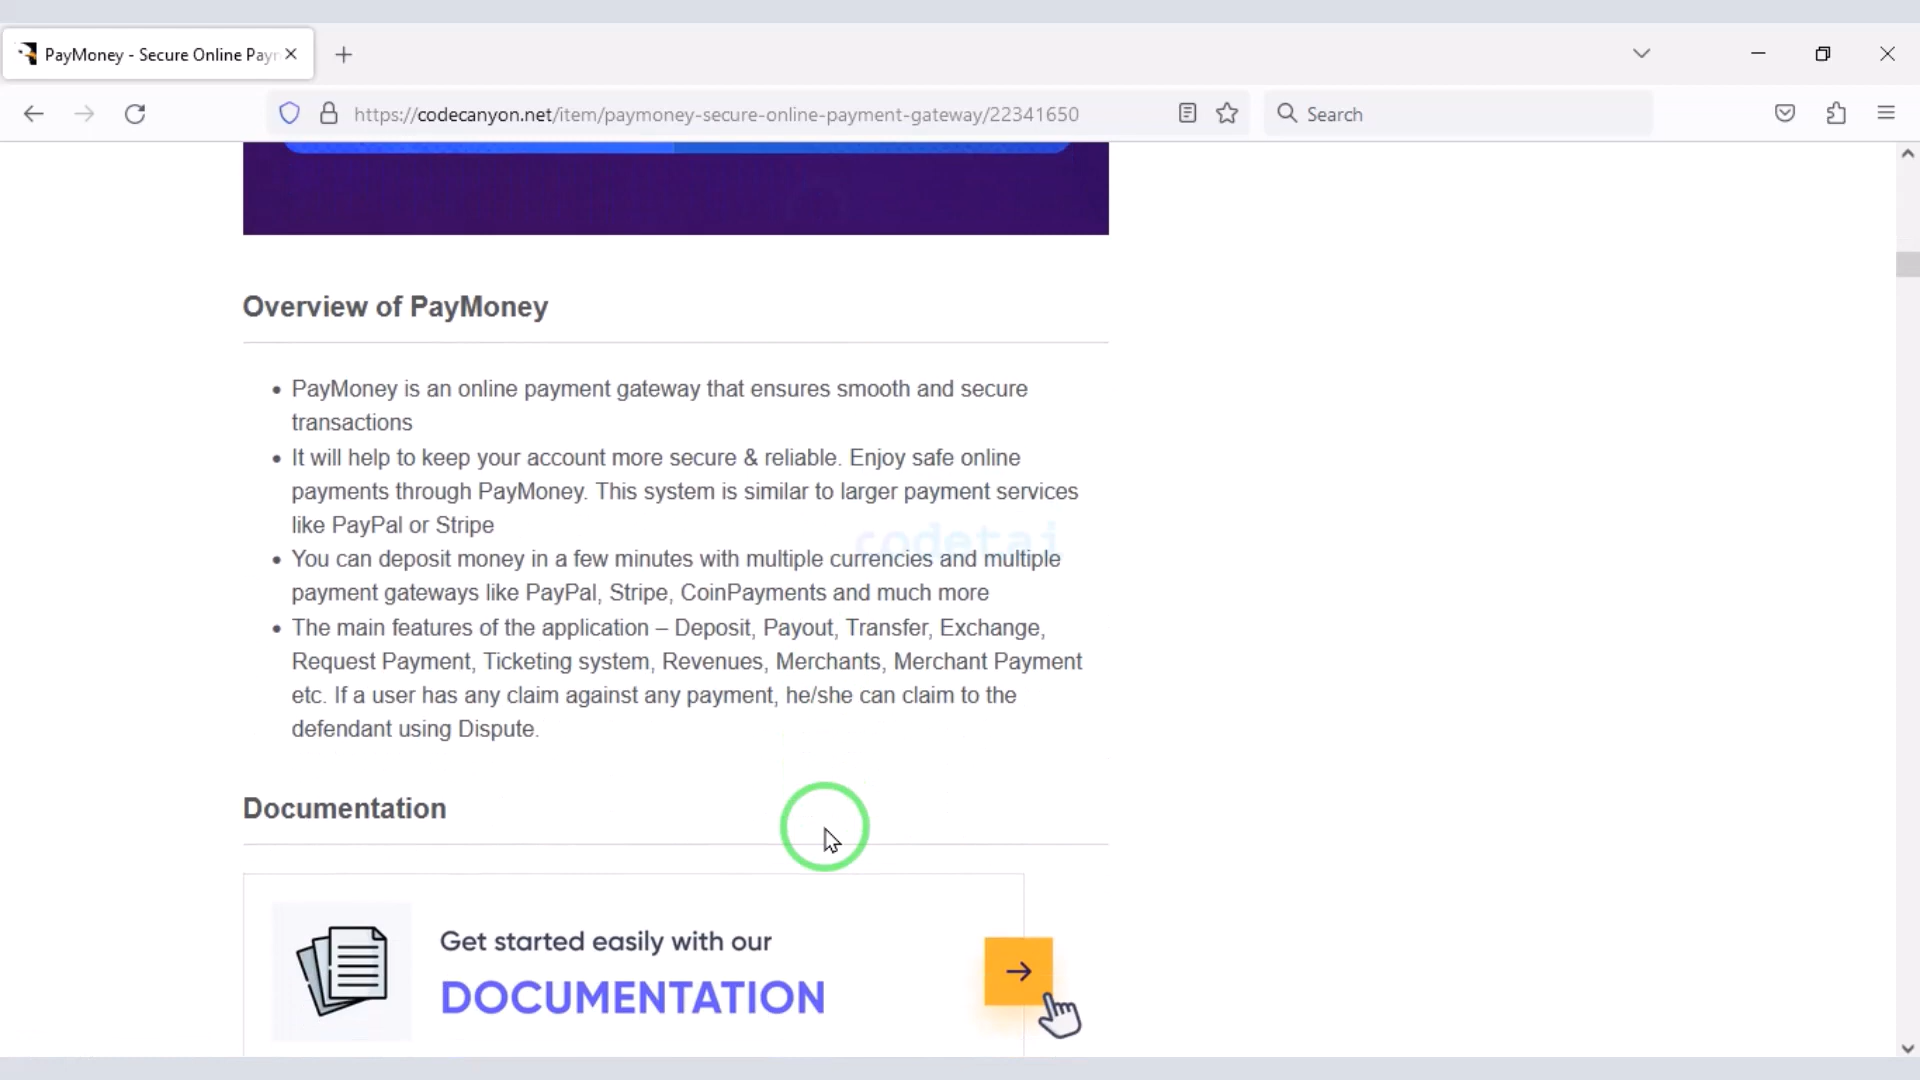 PayMoney - Secure Online Payr
https://codecanyon.net/item/paymoney-secure-online-payment-gateway/22341650
Search
Overview of PayMoney
PayMoney is an online payment gateway that ensures smooth and secure
transactions
It will help to keep your account more secure & reliable. Enjoy safe online
payments through PayMoney. This system is similar to larger payment services
like PayPal or Stripe
codetai
You can deposit money in a few minutes with multiple currencies and multiple
payment gateways like PayPal, Stripe, CoinPayments and much more
The main features of the application – Deposit, Payout, Transfer, Exchange,
Request Payment, Ticketing system, Revenues, Merchants, Merchant Payment
etc. If a user has any claim against any payment, he/she can claim to the
defendant using Dispute.
Documentation
Get started easily with our
DOCUMENTATION